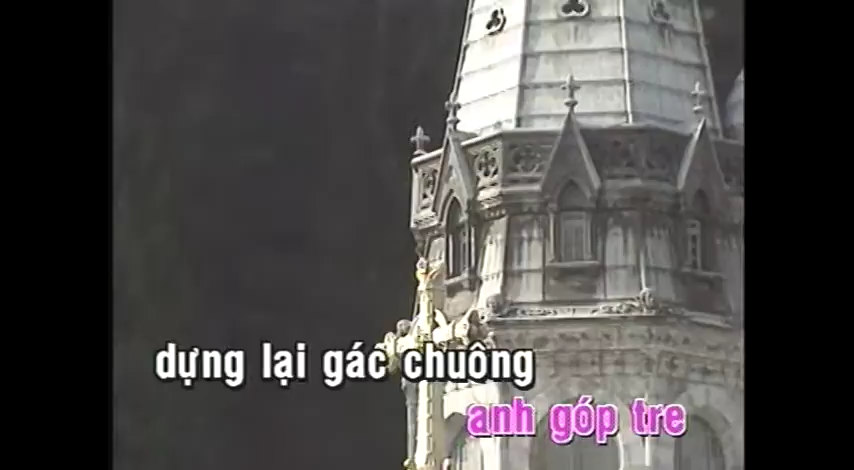 dựng lại gác chuông
anh góp tre